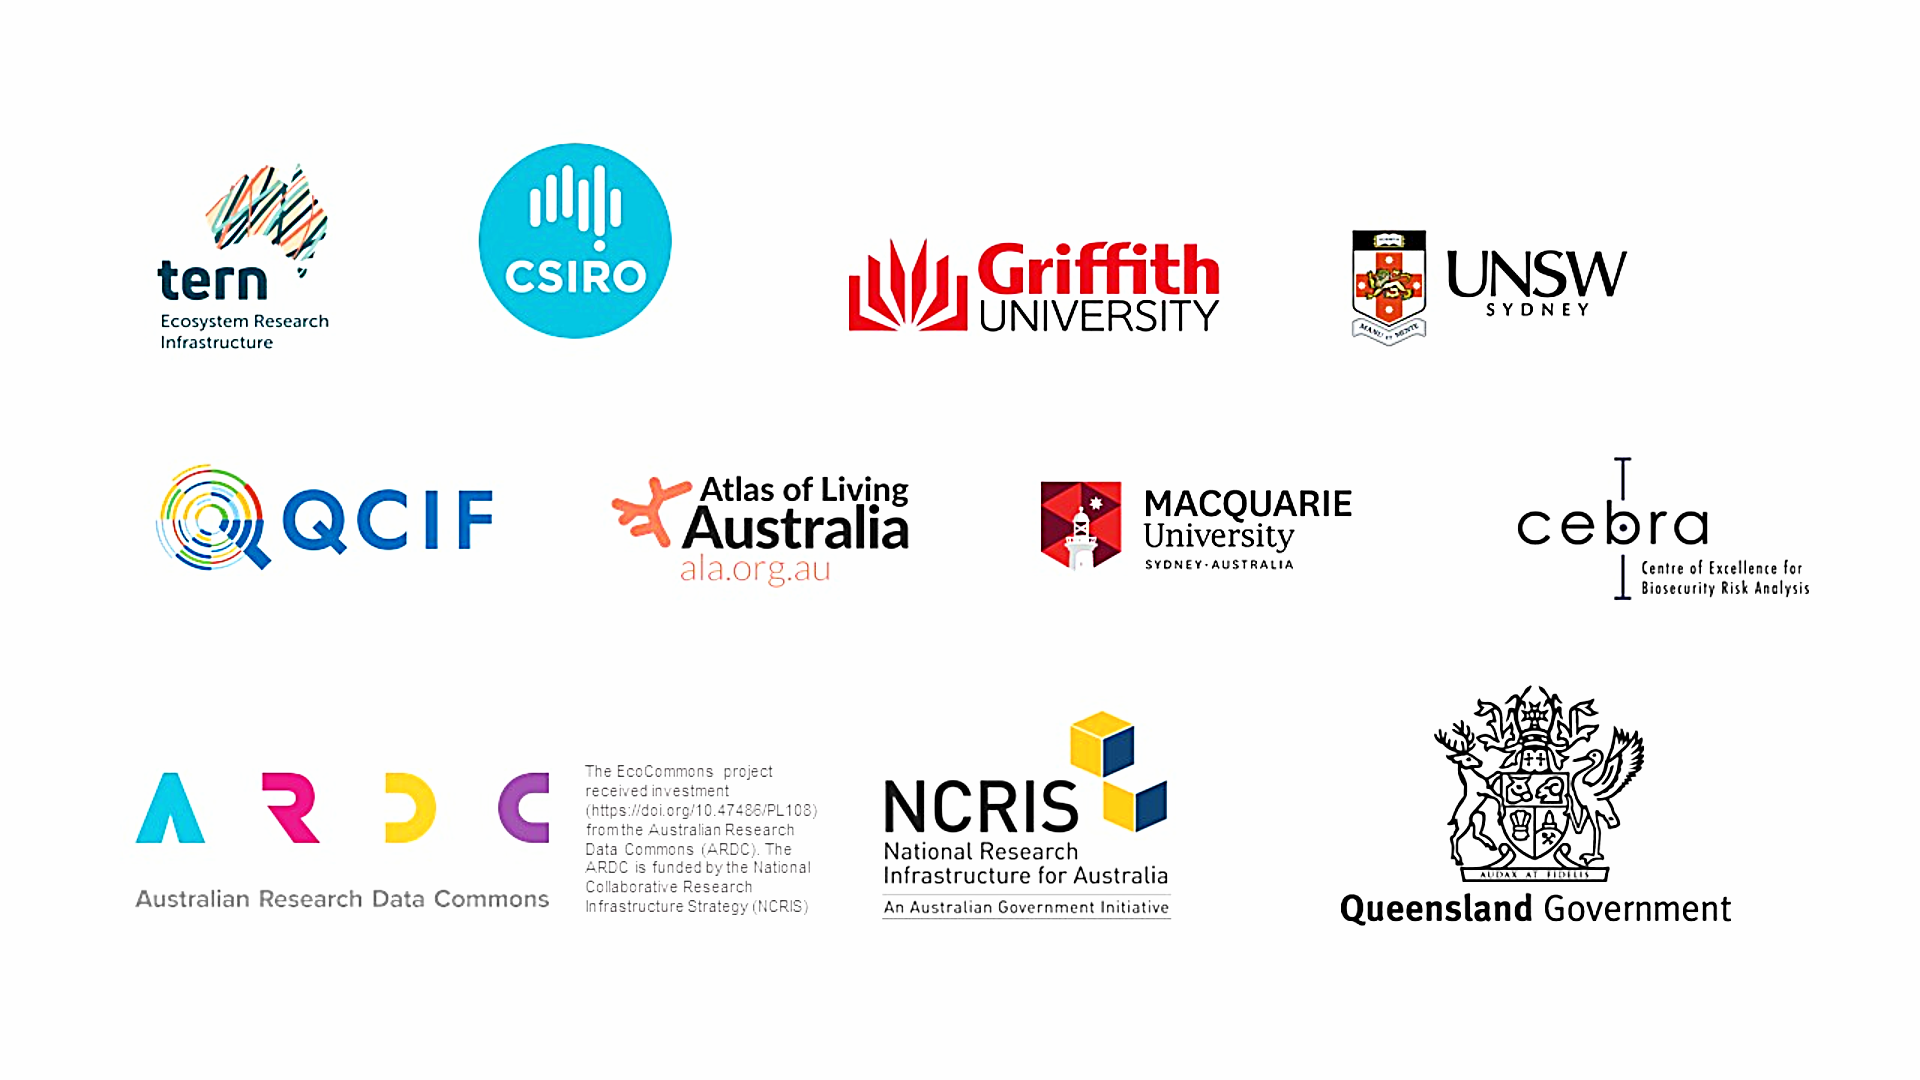 tern
Ecosystem Research
Infrastructure
CSIRO
Griffith
UNIVERSITY
UNSW
SYDNEY
MANU ET MENTE
QCIF
Atlas of Living
Australia
ala.org.au
MACQUARIE
University
SYDNEY·AUSTRALIA
cebra
Centre of Excellence for
Biosecurity Risk Analysis
ARDC
Australian Research Data Commons
The EcoCommons project
received investment
(https://doi.org/10.47486/PL108)
from the Australian Research
Data Commons (ARDC). The
ARDC is funded by the National
Collaborative Research
Infrastructure Strategy (NCRIS)
NCRIS
National Research
Infrastructure for Australia
An Australian Government Initiative
AUDAX AT FIDELIS
Queensland Government